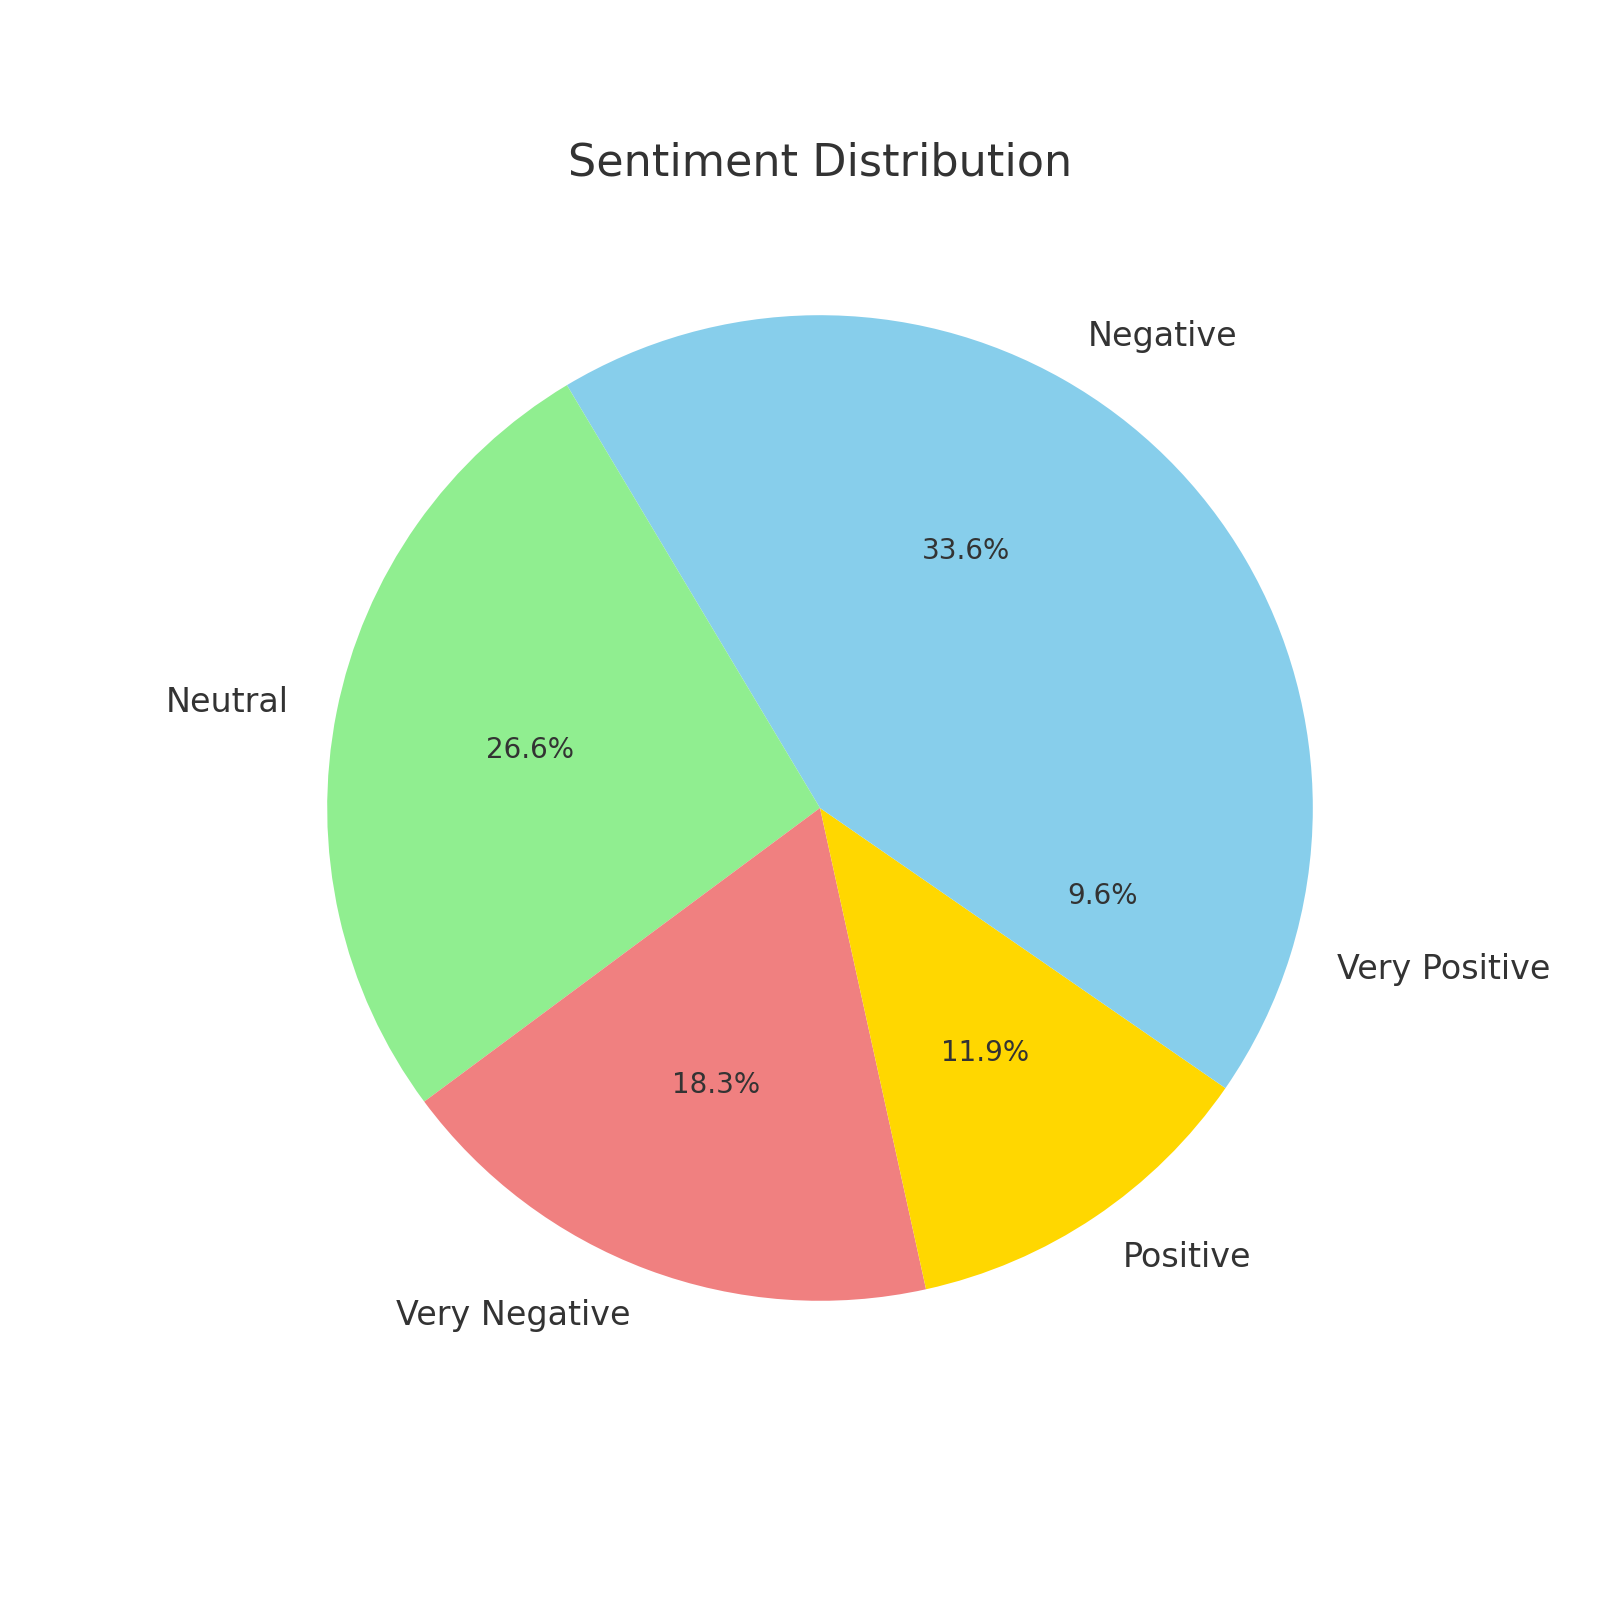 Sentiment Distribution
Negative
33.6%
Neutral
26.6%
9.6%
Very Positive
11.9%
18.3%
Positive
Very Negative